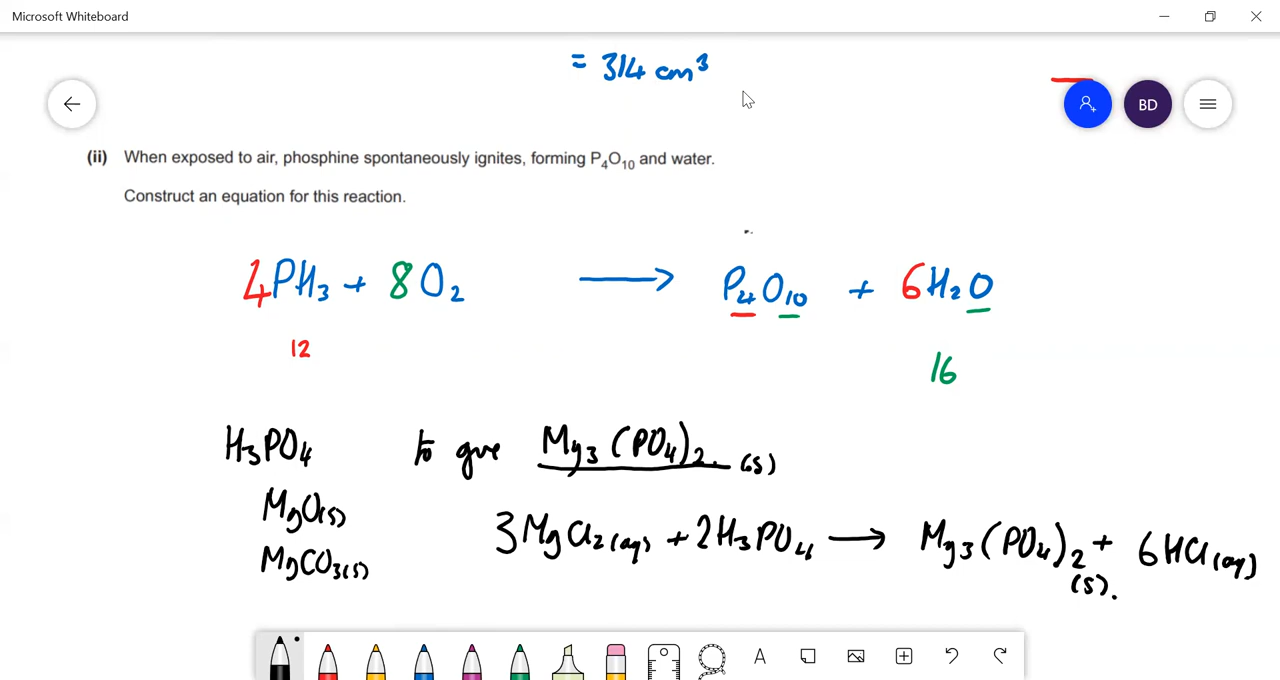 Microsoft Whiteboard
= 314 cm³
BD
(ii) When exposed to air, phosphine spontaneously ignites, forming P₄O₁₀ and water.
Construct an equation for this reaction.
4PH₃ + 8O₂ ⟶ P₄O₁₀ + 6H₂O
12
16
H₃PO₄ to give Mg₃(PO₄)₂ (s)
MgO(s)
3MgCl₂(aq) + 2H₃PO₄ ⟶ Mg₃(PO₄)₂ (s) + 6HCl(aq)
MgCO₃(s)
A